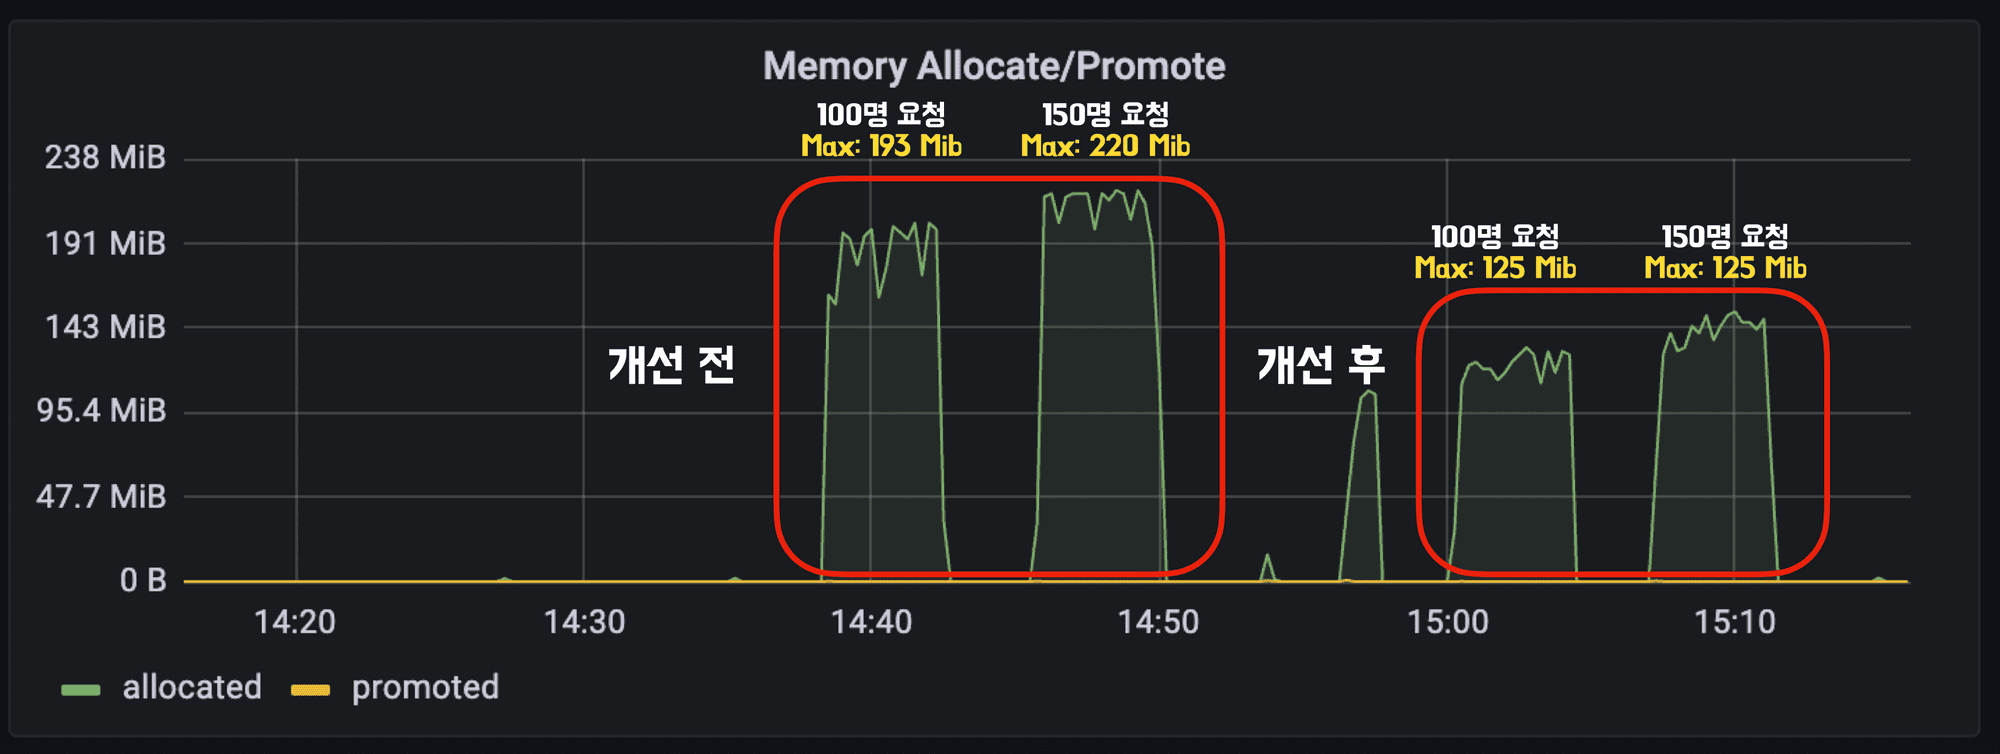 Memory Allocate/Promote
100명 요청
Max: 193 Mib
150명 요청
Max: 220 Mib
238 MiB
191 MiB
143 MiB
95.4 MiB
47.7 MiB
0 B
개선 전
개선 후
100명 요청
Max: 125 Mib
150명 요청
Max: 125 Mib
14:20
14:30
14:40
14:50
15:00
15:10
allocated
promoted